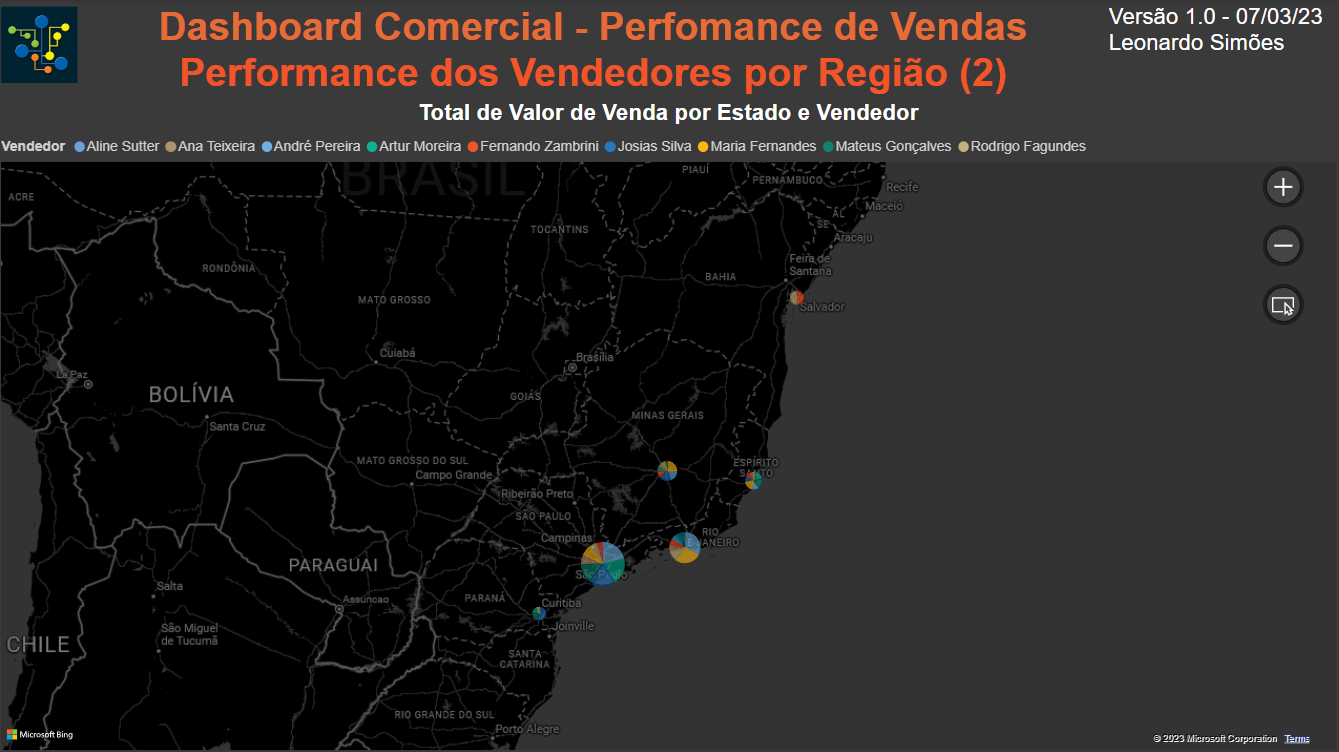 Dashboard Comercial - Perfomance de Vendas
Performance dos Vendedores por Região (2)
Versão 1.0 - 07/03/23
Leonardo Simões
Total de Valor de Venda por Estado e Vendedor
Vendedor Aline Sutter Ana Teixeira André Pereira Artur Moreira Fernando Zambrini Josias Silva Maria Fernandes Mateus Gonçalves Rodrigo Fagundes
BRASIL
PIAUÍ
PERNAMBUCO
Recife
ACRE
Maceió
AL
SE
TOCANTINS
Aracaju
Feira de
Santana
RONDÔNIA
BAHIA
MATO GROSSO
Salvador
Cuiabá
Brasília
La Paz
BOLÍVIA
GOIÁS
MINAS GERAIS
Santa Cruz
MATO GROSSO DO SUL
ESPÍRITO
SANTO
Campo Grande
Ribeirão Preto
SÃO PAULO
RIO
DE JANEIRO
Campinas
PARAGUAI
São Paulo
Salta
PARANÁ
Curitiba
Assuncao
Joinville
São Miguel
de Tucumã
CHILE
SANTA
CATARINA
RIO GRANDE DO SUL
Porto Alegre
Microsoft Bing
© 2023 Microsoft Corporation Terms